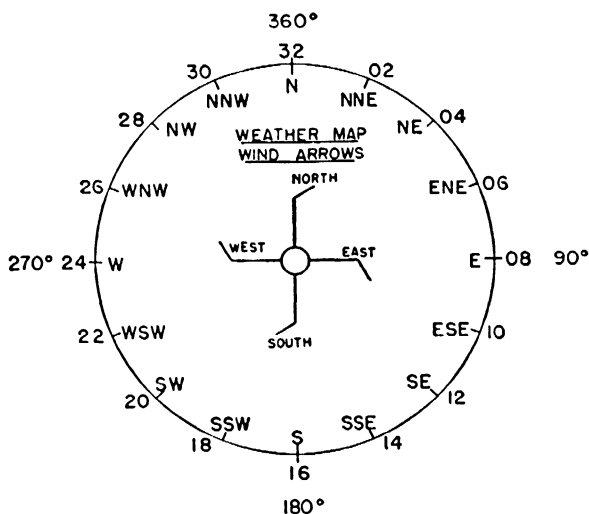 360°
32
30 02
N
NNW NNE
28 04
NW NE
WEATHER MAP
WIND ARROWS
NORTH
26 WNW ENE 06
WEST EAST
270° 24 W E 08 90°
22 WSW ESE 10
SOUTH
SW SE
20 12
SSW SSE
18 14
S
16
180°